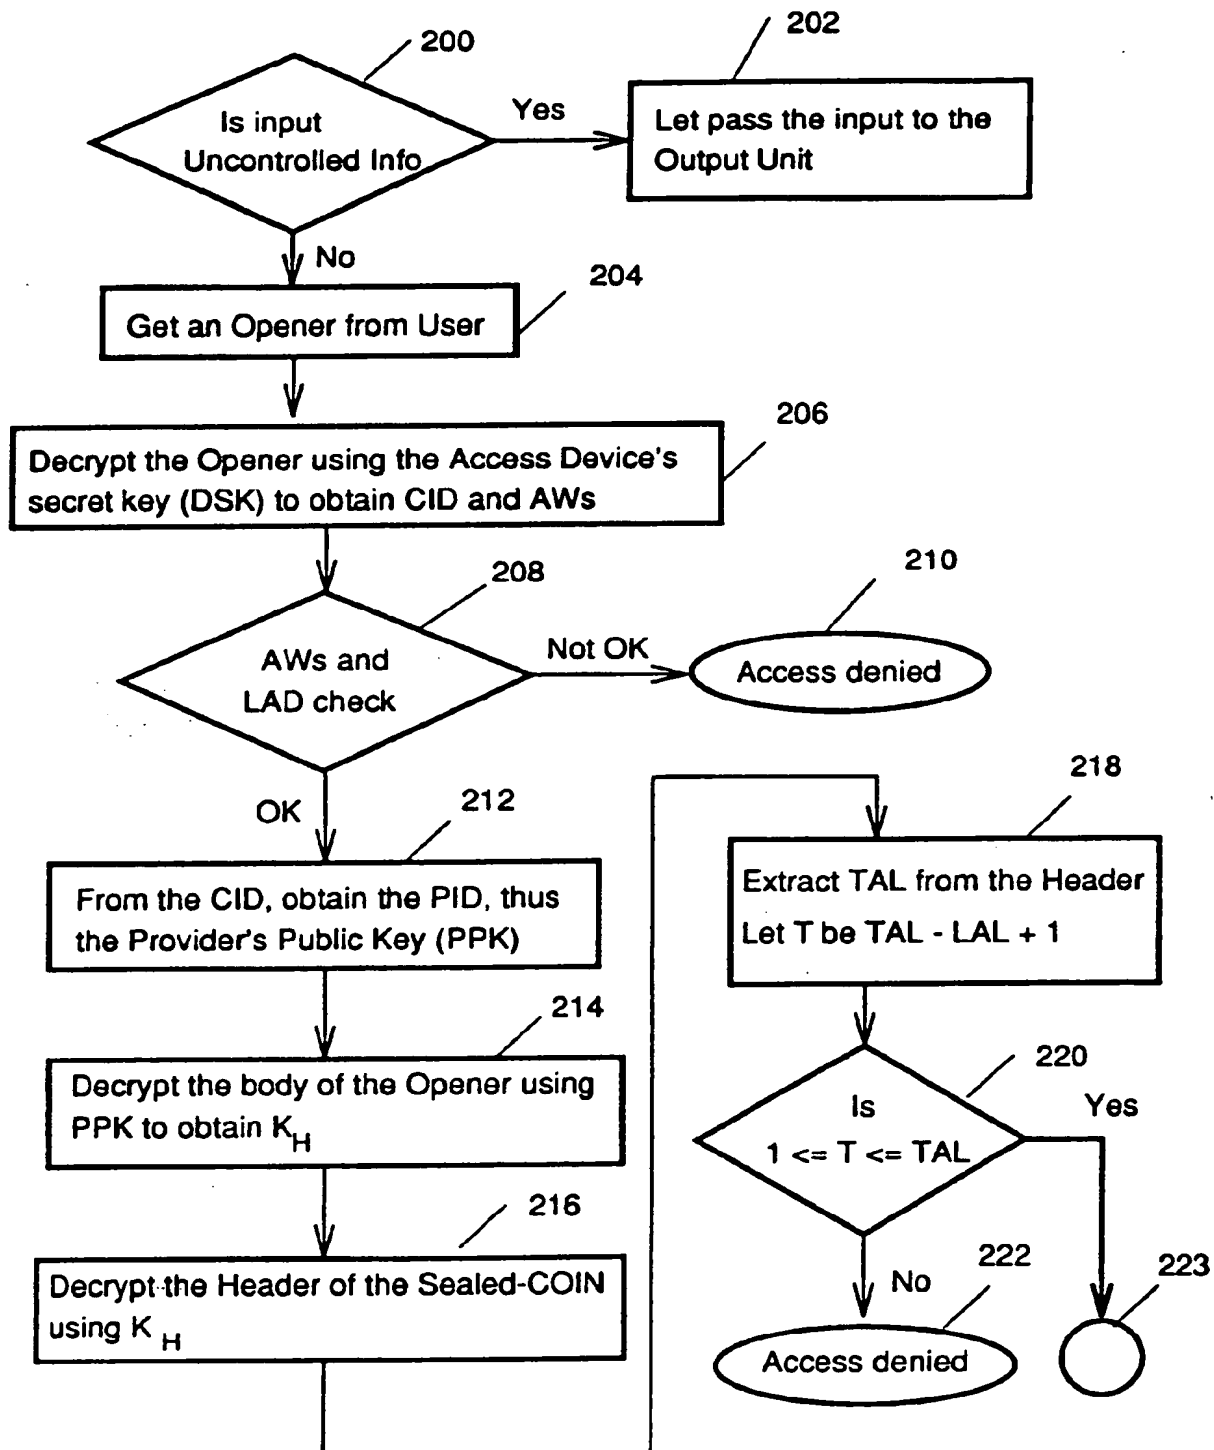 200
202
Is input
Uncontrolled Info
Yes
Let pass the input to the
Output Unit
No
204
Get an Opener from User
206
Decrypt the Opener using the Access Device's
secret key (DSK) to obtain CID and AWs
208
210
AWs and
LAD check
Not OK
Access denied
OK
212
From the CID, obtain the PID, thus
the Provider's Public Key (PPK)
214
Decrypt the body of the Opener using
PPK to obtain K_H
216
Decrypt the Header of the Sealed-COIN
using K_H
218
Extract TAL from the Header
Let T be TAL - LAL + 1
220
Is
1 <= T <= TAL
Yes
No
222
Access denied
223